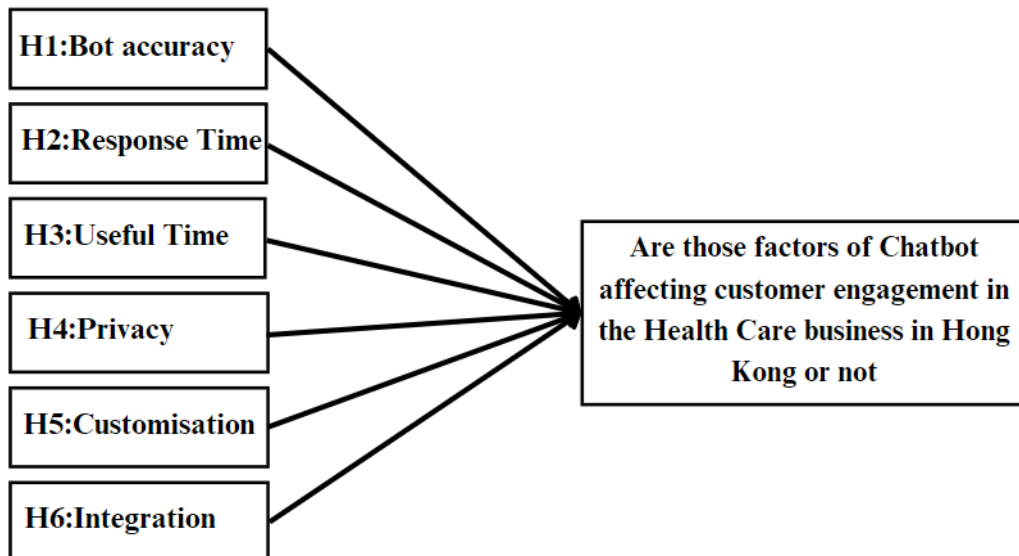 H1:Bot accuracy
H2:Response Time
H3:Useful Time
H4:Privacy
H5:Customisation
H6:Integration
Are those factors of Chatbot
affecting customer engagement in
the Health Care business in Hong
Kong or not